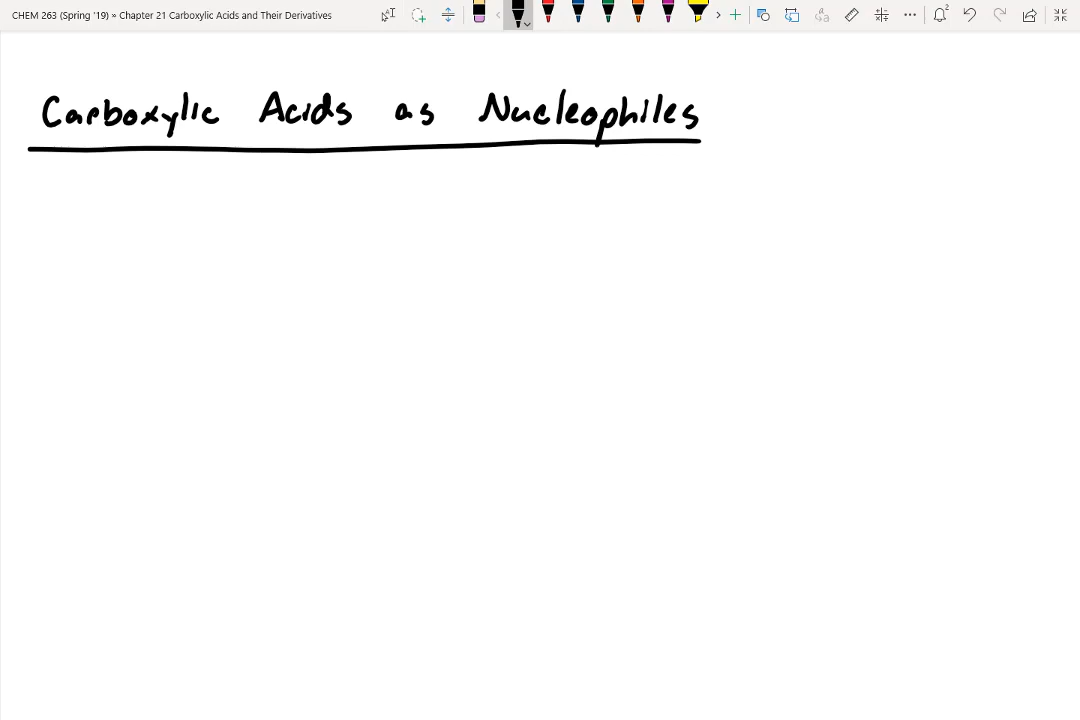 CHEM 263 (Spring '19) » Chapter 21 Carboxylic Acids and Their Derivatives
Carboxylic Acids as Nucleophiles